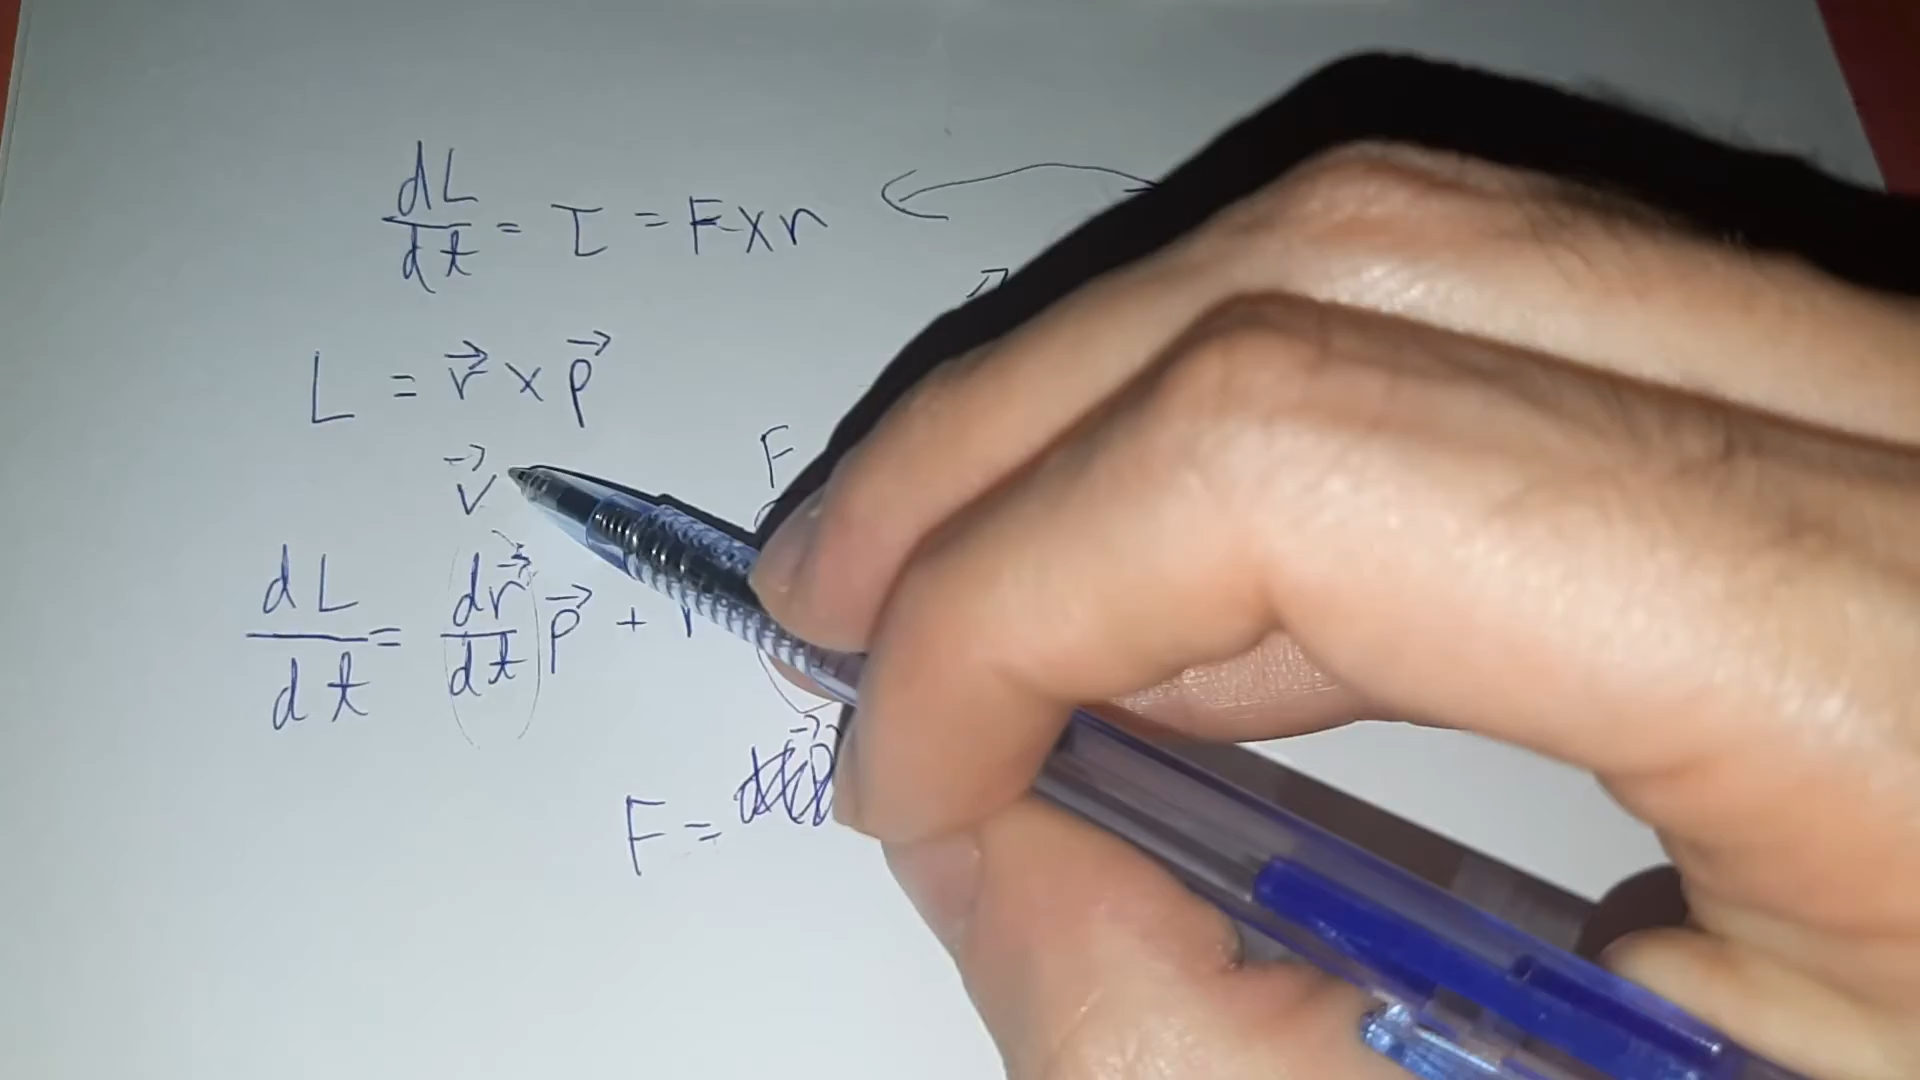 dL/dt = τ = F x r
L = r⃗ x p⃗
v⃗
F
dL/dt = (dr⃗/dt) p⃗ + r
F =